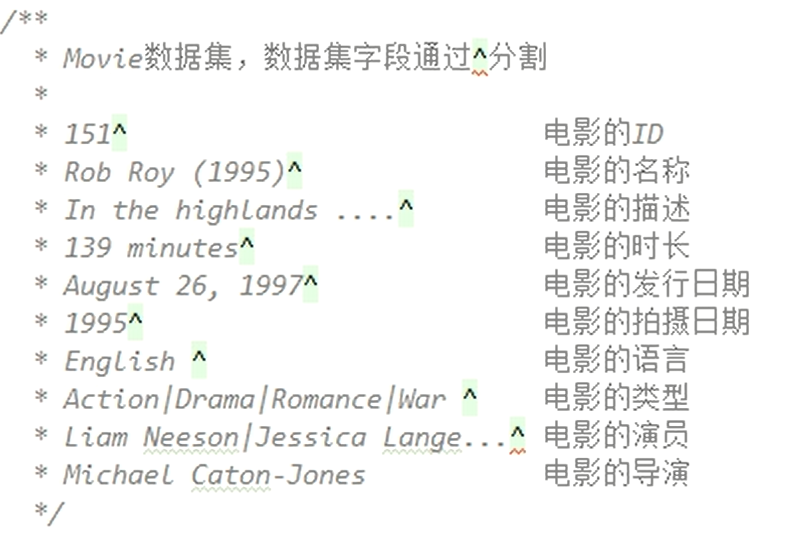 /**
* Movie数据集，数据集字段通过^分割
*
* 151^ 电影的ID
* Rob Roy (1995)^ 电影的名称
* In the highlands ....^ 电影的描述
* 139 minutes^ 电影的时长
* August 26, 1997^ 电影的发行日期
* 1995^ 电影的拍摄日期
* English ^ 电影的语言
* Action|Drama|Romance|War ^ 电影的类型
* Liam Neeson|Jessica Lange...^ 电影的演员
* Michael Caton-Jones 电影的导演
*/